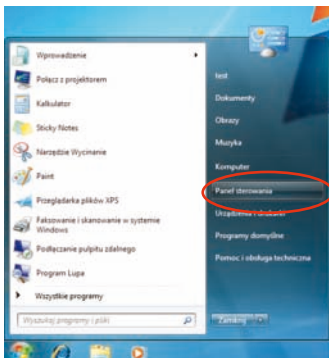 Wprowadzenie
Połącz z projektorem
Kalkulator
Sticky Notes
Narzędzie Wycinanie
Paint
Przeglądarka plików XPS
Faksowanie i skanowanie w systemie
Windows
Podłączanie pulpitu zdalnego
Program Lupa
Wszystkie programy
Wyszukaj programy i pliki
test
Dokumenty
Obrazy
Muzyka
Komputer
Panel sterowania
Urządzenia i drukarki
Programy domyślne
Pomoc i obsługa techniczna
Zamknij